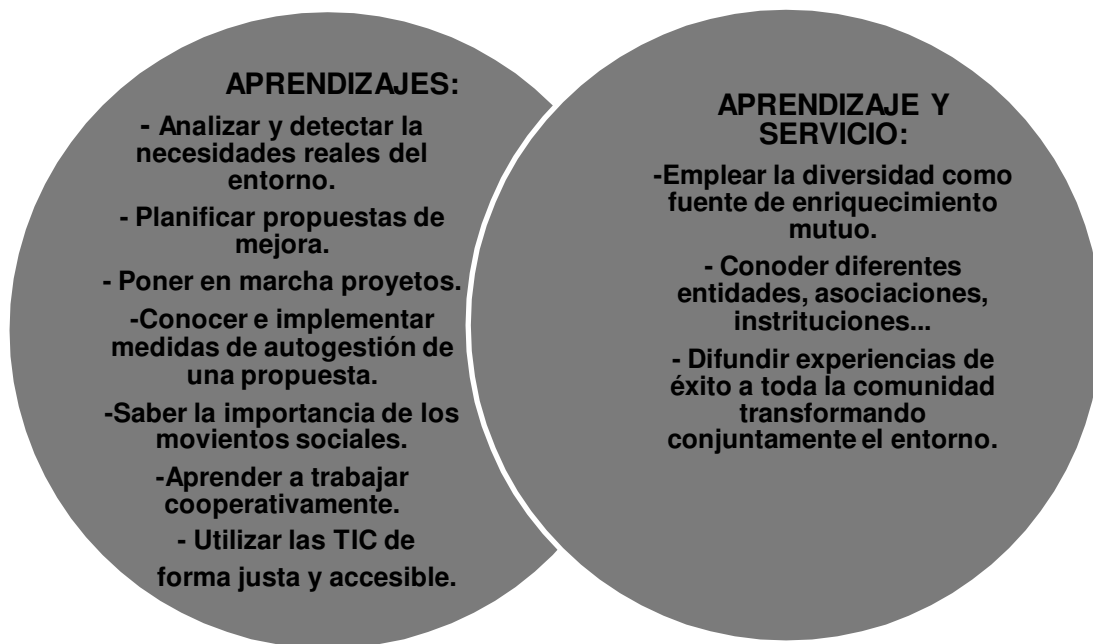 APRENDIZAJES:
- Analizar y detectar la
necesidades reales del
entorno.
- Planificar propuestas de
mejora.
- Poner en marcha proyetos.
-Conocer e implementar
medidas de autogestión de
una propuesta.
-Saber la importancia de los
movientos sociales.
-Aprender a trabajar
cooperativamente.
- Utilizar las TIC de
forma justa y accesible.
APRENDIZAJE Y
SERVICIO:
-Emplear la diversidad como
fuente de enriquecimiento
mutuo.
- Conoder diferentes
entidades, asociaciones,
instrituciones...
- Difundir experiencias de
éxito a toda la comunidad
transformando
conjuntamente el entorno.